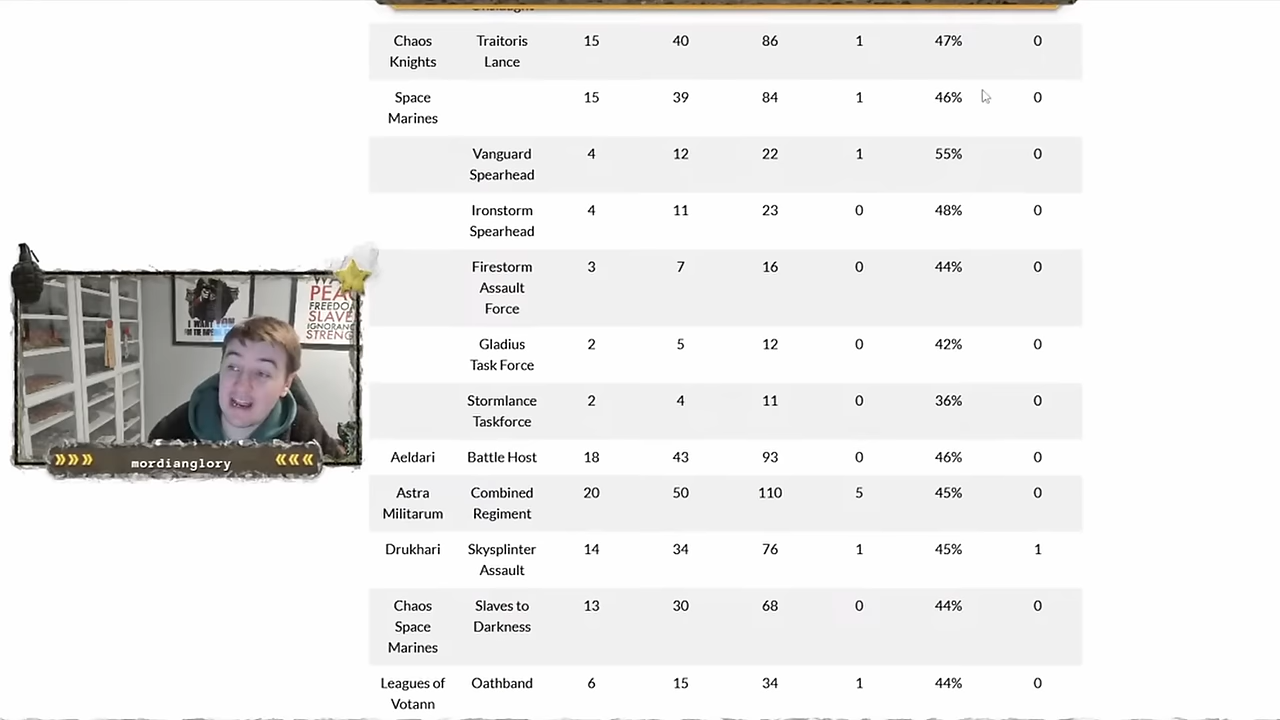 Chaos Knights Traitoris Lance 15 40 86 1 47% 0
Space Marines 15 39 84 1 46% 0
Vanguard Spearhead 4 12 22 1 55% 0
Ironstorm Spearhead 4 11 23 0 48% 0
Firestorm Assault Force 3 7 16 0 44% 0
Gladius Task Force 2 5 12 0 42% 0
Stormlance Taskforce 2 4 11 0 36% 0
Aeldari Battle Host 18 43 93 0 46% 0
Astra Militarum Combined Regiment 20 50 110 5 45% 0
Drukhari Skysplinter Assault 14 34 76 1 45% 1
Chaos Space Marines Slaves to Darkness 13 30 68 0 44% 0
Leagues of Votann Oathband 6 15 34 1 44% 0
mordianglory